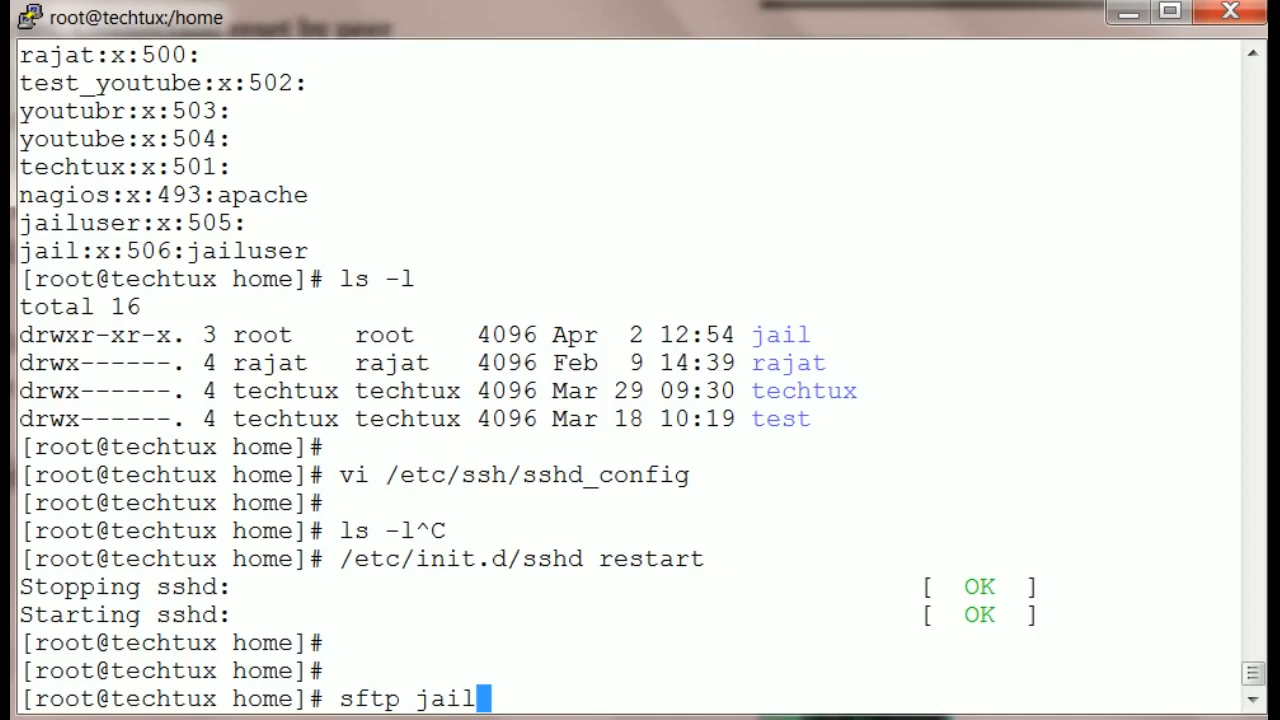 root@techtux:/home
reset by peer
rajat:x:500:
test_youtube:x:502:
youtubr:x:503:
youtube:x:504:
techtux:x:501:
nagios:x:493:apache
jailuser:x:505:
jail:x:506:jailuser
[root@techtux home]# ls -l
total 16
drwxr-xr-x. 3 root    root    4096 Apr  2 12:54 jail
drwx------. 4 rajat   rajat   4096 Feb  9 14:39 rajat
drwx------. 4 techtux techtux 4096 Mar 29 09:30 techtux
drwx------. 4 techtux techtux 4096 Mar 18 10:19 test
[root@techtux home]#
[root@techtux home]# vi /etc/ssh/sshd_config
[root@techtux home]#
[root@techtux home]# ls -l^C
[root@techtux home]# /etc/init.d/sshd restart
Stopping sshd:                                             [  OK  ]
Starting sshd:                                             [  OK  ]
[root@techtux home]#
[root@techtux home]#
[root@techtux home]# sftp jail